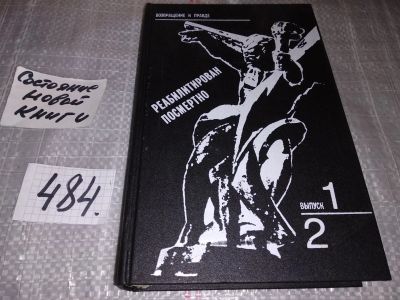 ВОЗВРАЩЕНИЕ К ПРАВДЕ
РЕАБИЛИТИРОВАН
ПОСМЕРТНО
ВЫПУСК 1
2
Состояние
Новой
книги
484.